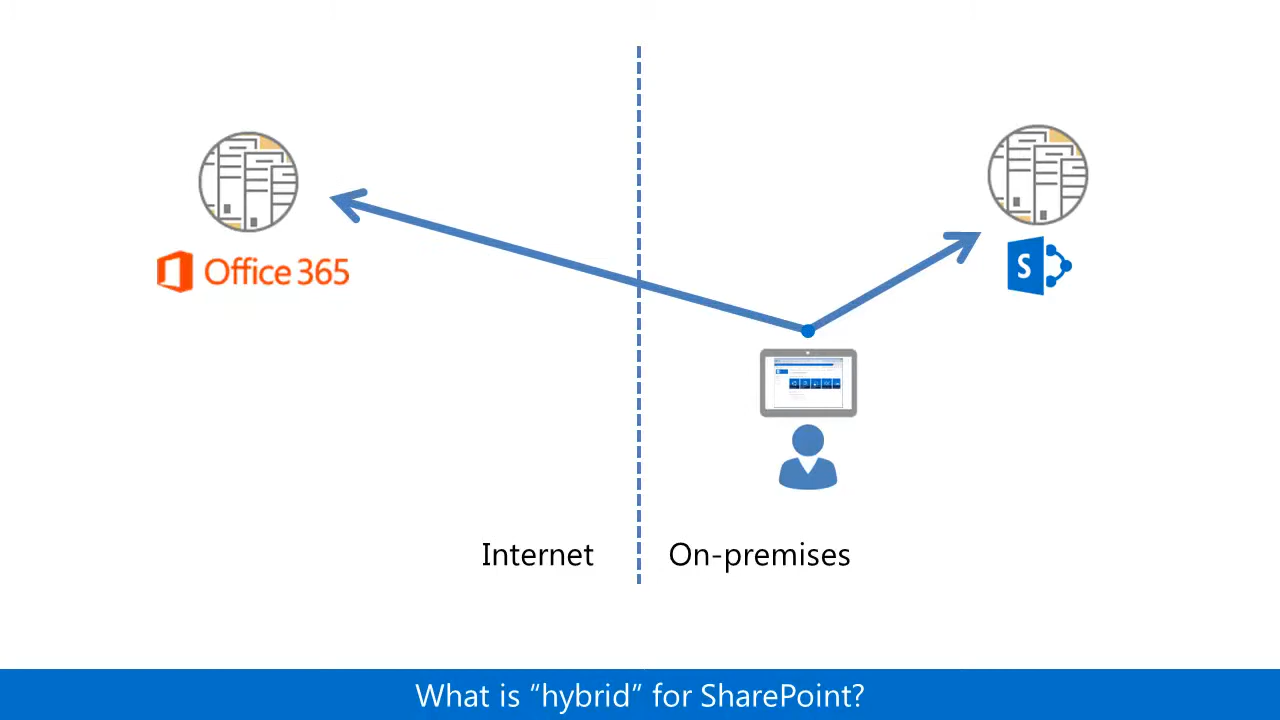 Office 365
S
Internet
On-premises
What is “hybrid” for SharePoint?